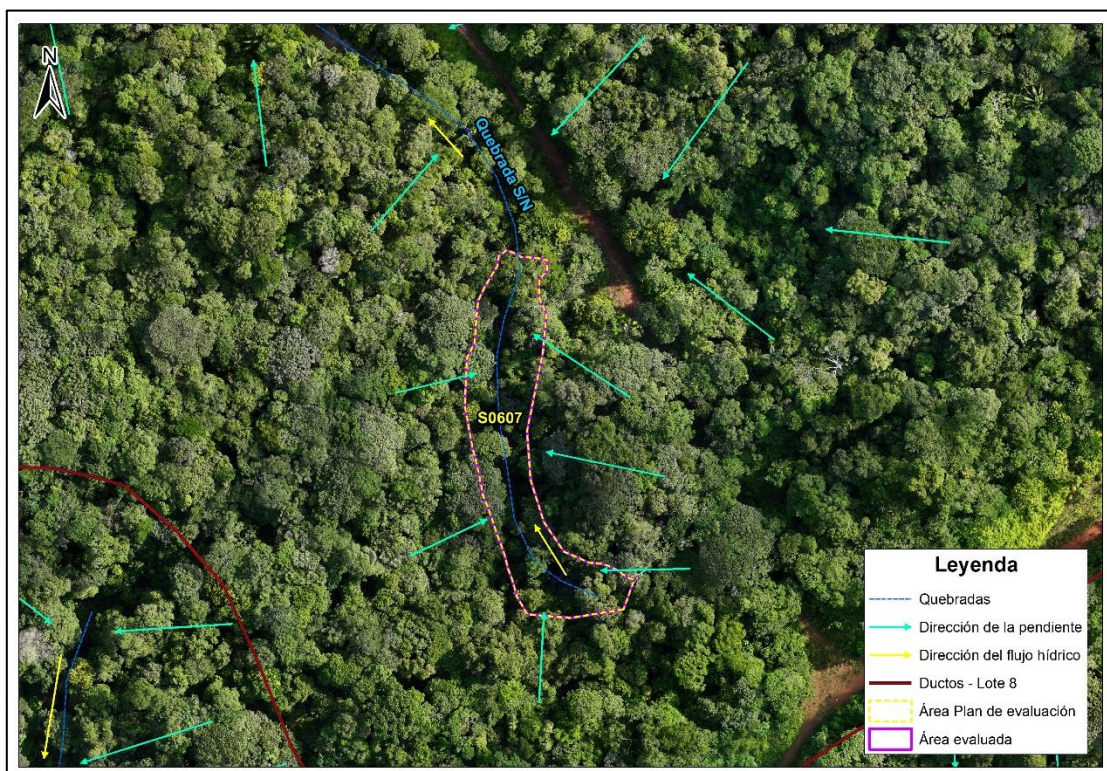 N
Quebrada S/N
S0607
Leyenda
Quebradas
Dirección de la pendiente
Dirección del flujo hídrico
Ductos - Lote 8
Área Plan de evaluación
Área evaluada